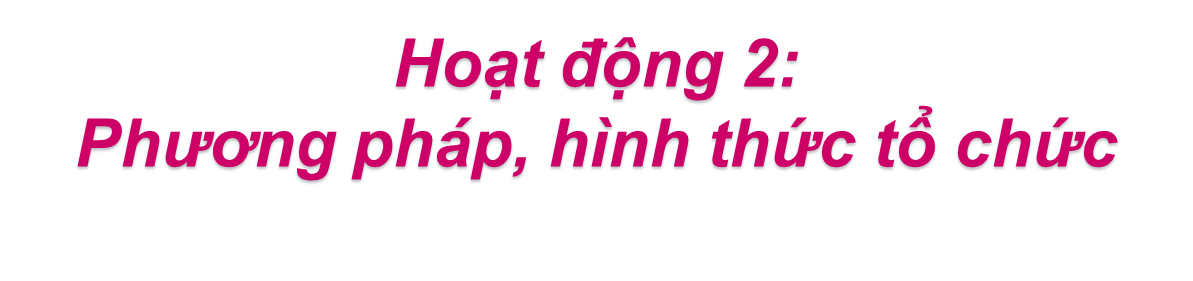 Hoạt động 2:
Phương pháp, hình thức tổ chức